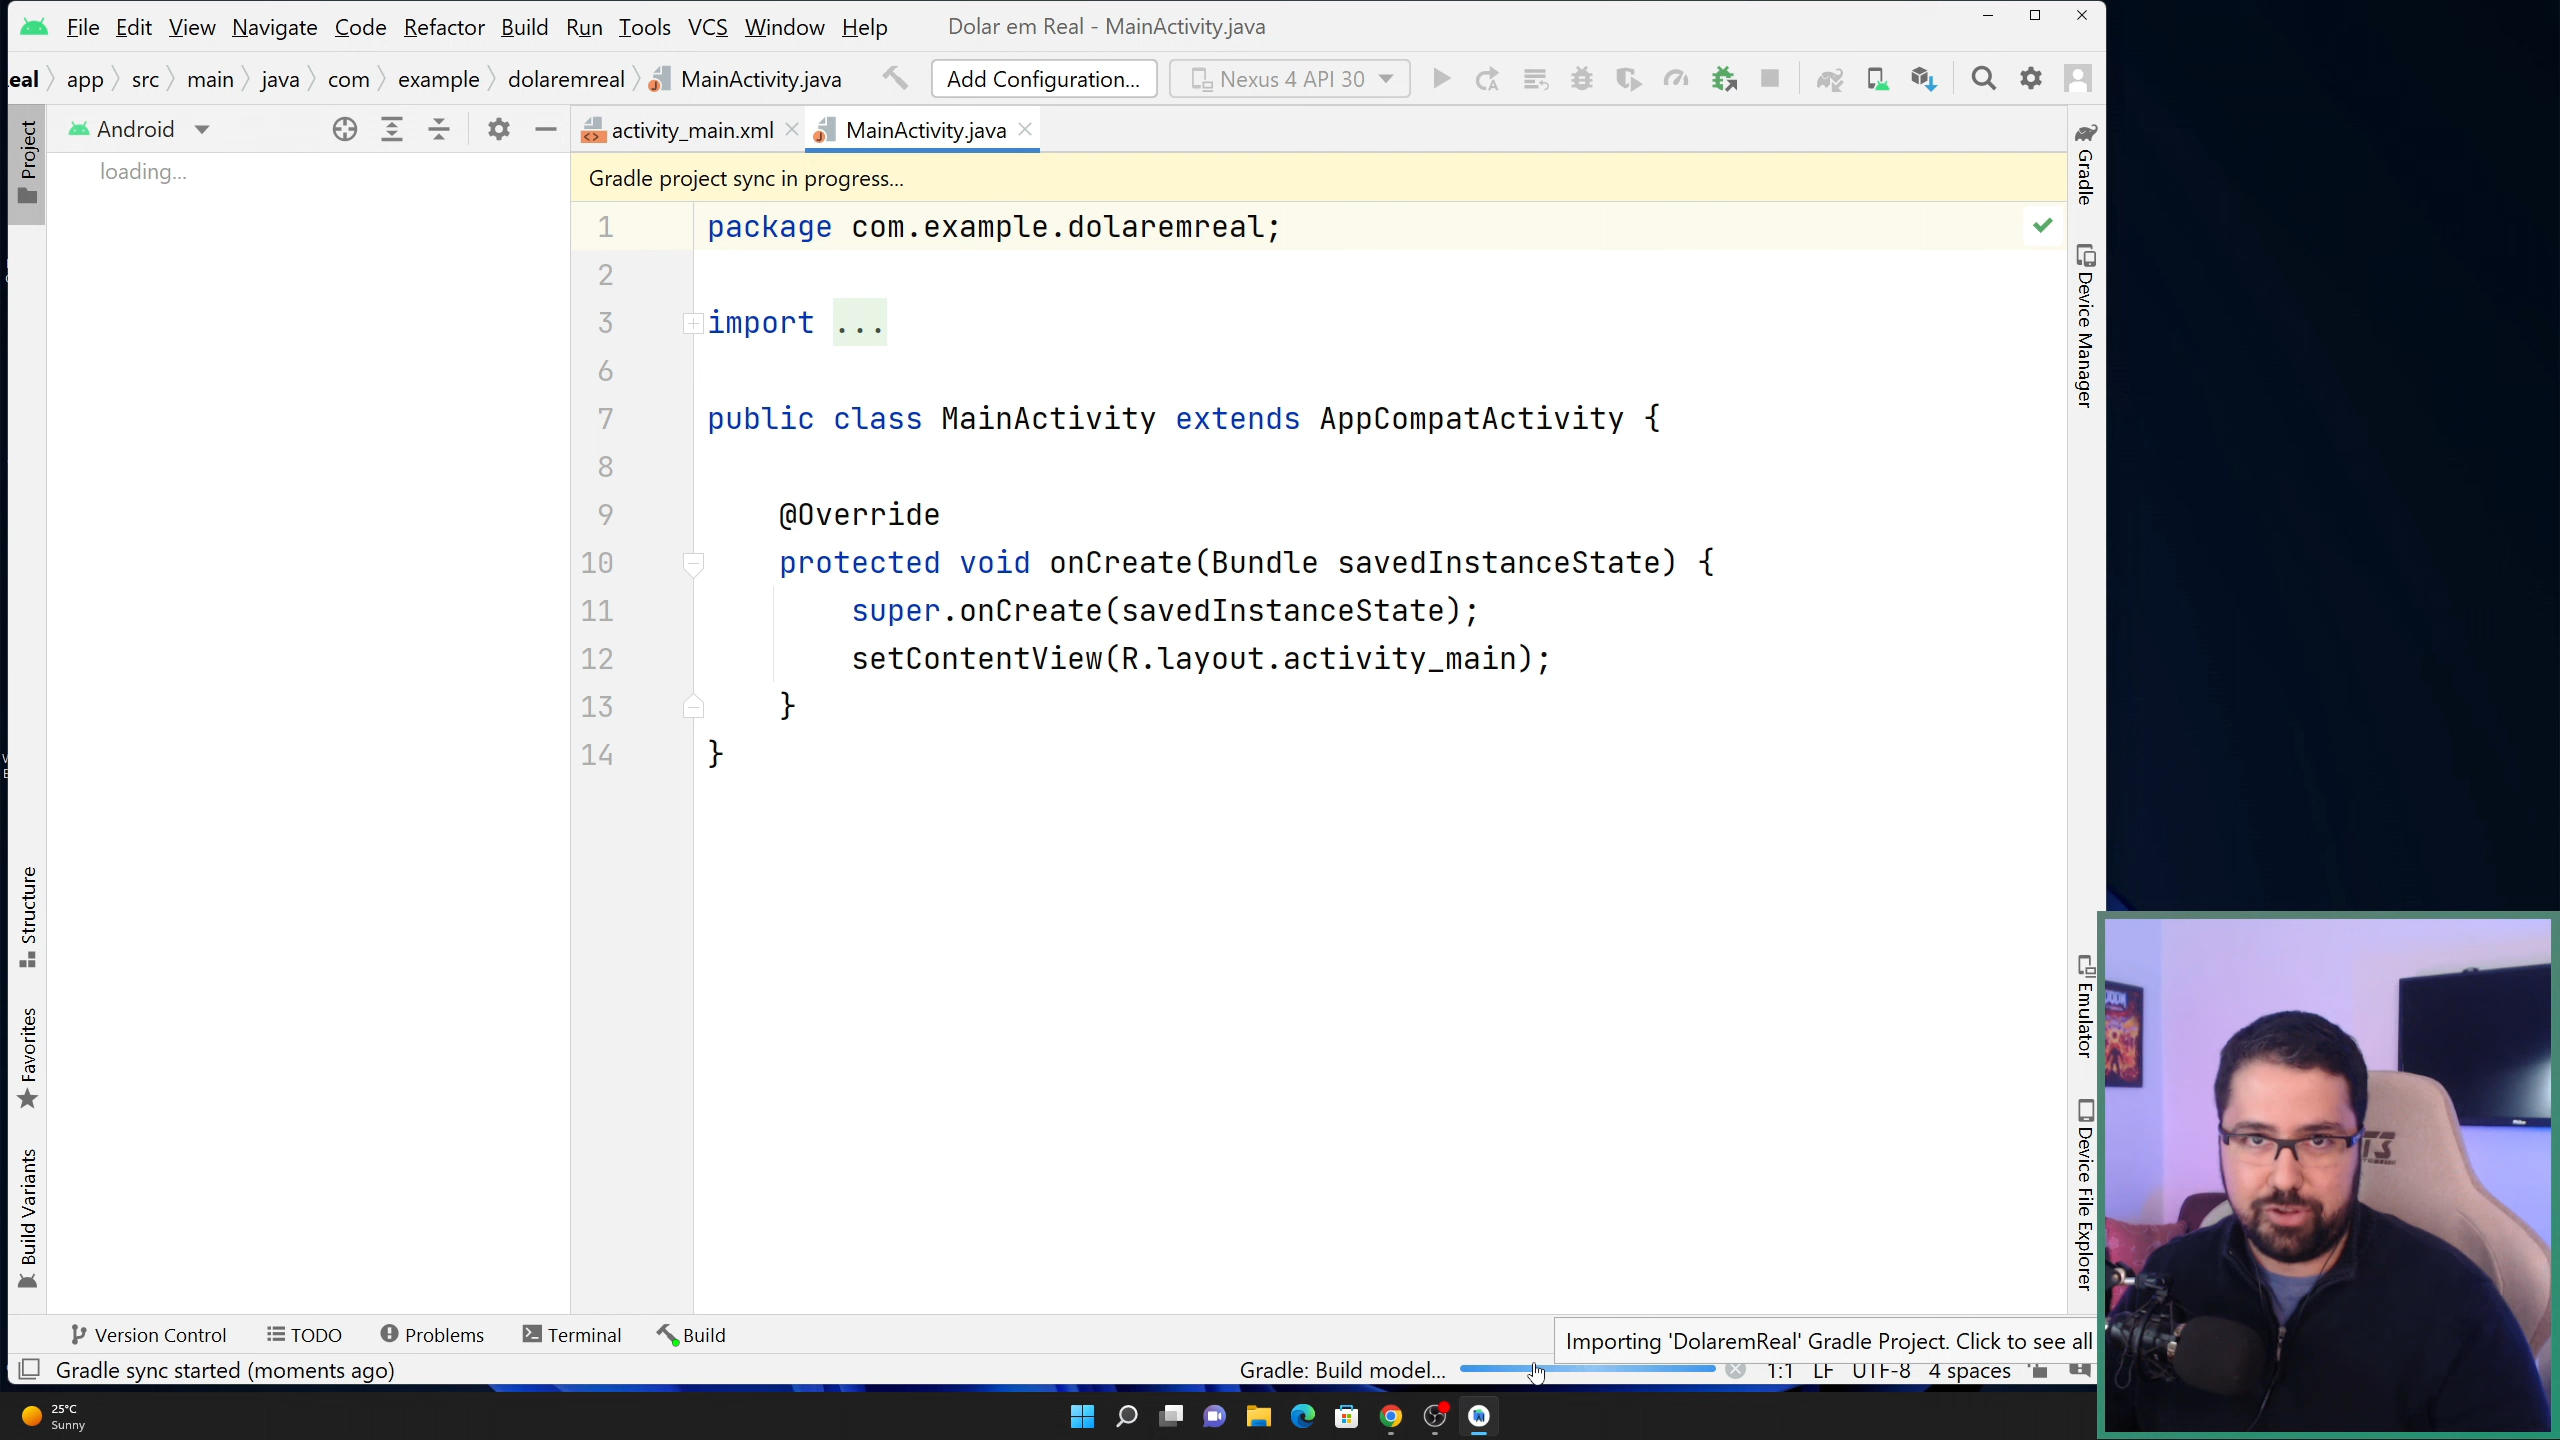 File Edit View Navigate Code Refactor Build Run Tools VCS Window Help Dolar em Real - MainActivity.java
eal app src main java com example dolaremreal MainActivity.java Add Configuration... Nexus 4 API 30
Project
Android
activity_main.xml MainActivity.java
loading...
Gradle project sync in progress...
1 package com.example.dolaremreal;
2
3 import ...
6
7 public class MainActivity extends AppCompatActivity {
8
9 @Override
10 protected void onCreate(Bundle savedInstanceState) {
11 super.onCreate(savedInstanceState);
12 setContentView(R.layout.activity_main);
13 }
14 }
Structure
Favorites
Build Variants
Gradle
Device Manager
Emulator
Device File Explorer
DOOM
T3
Version Control TODO Problems Terminal Build
Importing 'DolaremReal' Gradle Project. Click to see all
Gradle sync started (moments ago) Gradle: Build model... 1:1 LF UTF-8 4 spaces
25°C
Sunny